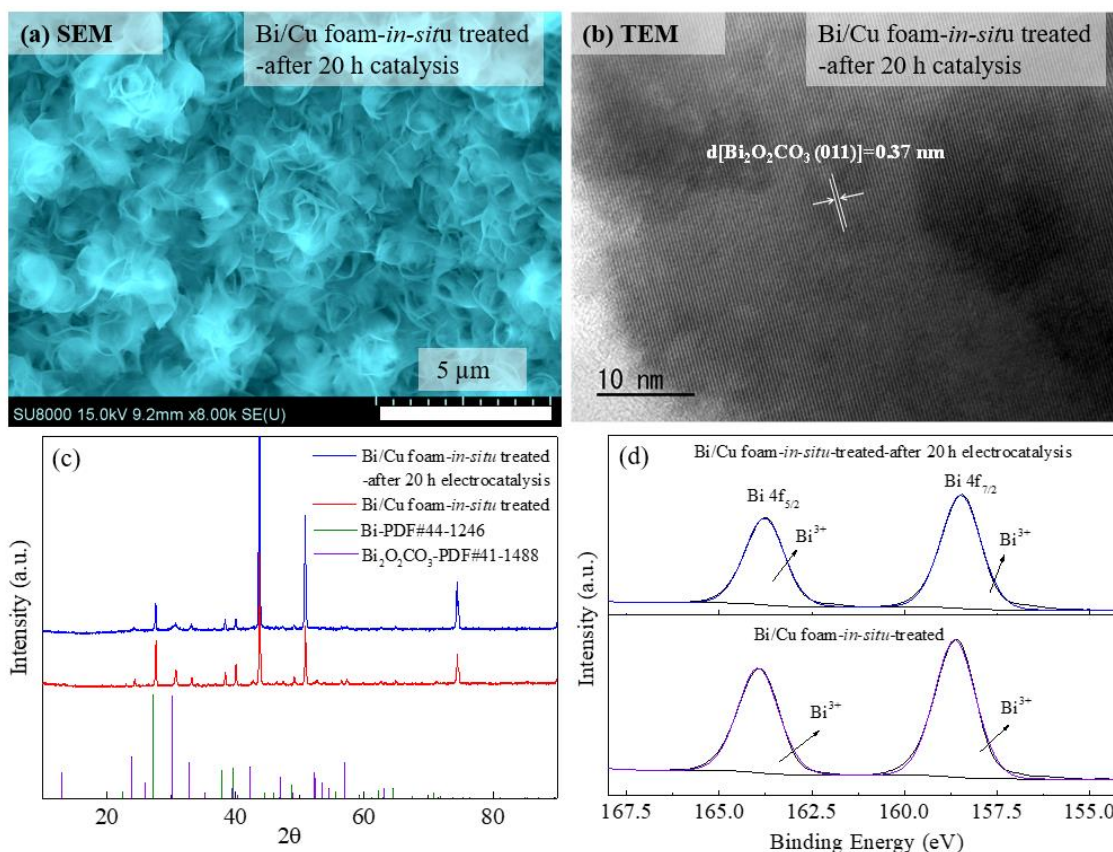 (a) SEM
Bi/Cu foam-in-situ treated
-after 20 h catalysis
5 µm
SU8000 15.0kV 9.2mm x8.00k SE(U)
(b) TEM
Bi/Cu foam-in-situ treated
-after 20 h catalysis
d[Bi₂O₂CO₃ (011)]=0.37 nm
10 nm
(c)
Bi/Cu foam-in-situ treated
-after 20 h electrocatalysis
Bi/Cu foam-in-situ treated
Bi-PDF#44-1246
Bi₂O₂CO₃-PDF#41-1488
Intensity (a.u.)
20 40 60 80
2θ
(d)
Bi/Cu foam-in-situ-treated-after 20 h electrocatalysis
Bi 4f₅/₂
Bi 4f₇/₂
Bi³⁺
Bi³⁺
Bi/Cu foam-in-situ-treated
Bi³⁺
Bi³⁺
Intensity (a.u.)
167.5 165.0 162.5 160.0 157.5 155.0
Binding Energy (eV)